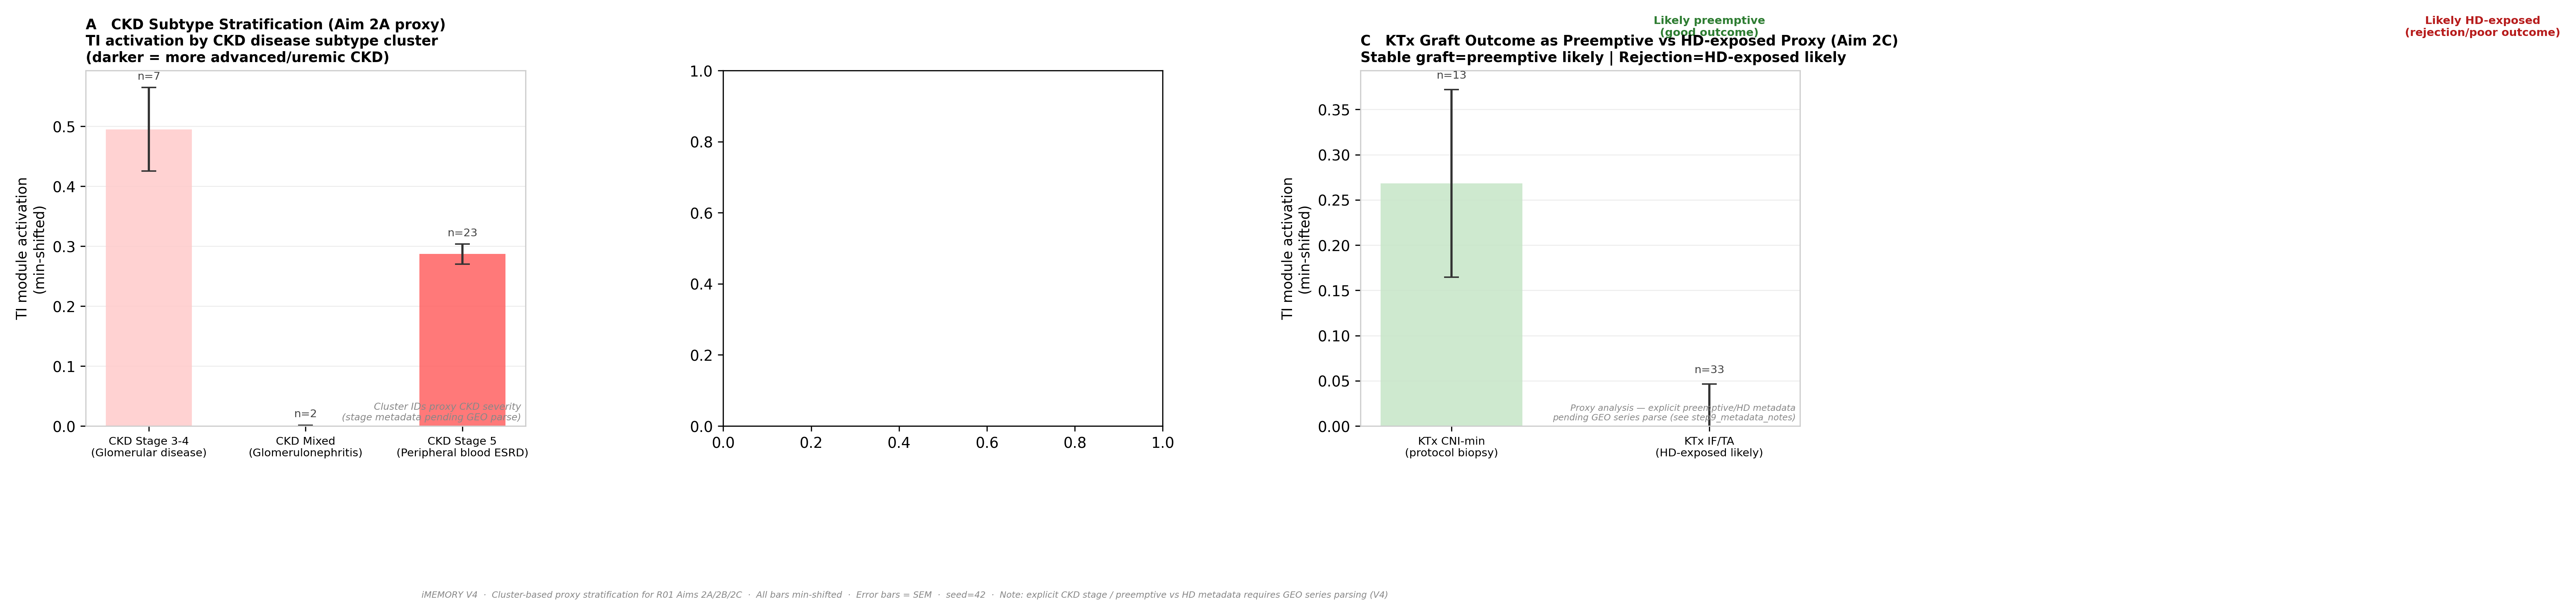 A   CKD Subtype Stratification (Aim 2A proxy)
TI activation by CKD disease subtype cluster
(darker = more advanced/uremic CKD)
TI module activation
(min-shifted)
0.5
0.4
0.3
0.2
0.1
0.0
n=7
n=2
n=23
Cluster IDs proxy CKD severity
(stage metadata pending GEO parse)
CKD Stage 3-4
(Glomerular disease)
CKD Mixed
(Glomerulonephritis)
CKD Stage 5
(Peripheral blood ESRD)
1.0
0.8
0.6
0.4
0.2
0.0
0.0
0.2
0.4
0.6
0.8
1.0
Likely preemptive
(good outcome)
Likely HD-exposed
(rejection/poor outcome)
C   KTx Graft Outcome as Preemptive vs HD-exposed Proxy (Aim 2C)
Stable graft=preemptive likely | Rejection=HD-exposed likely
TI module activation
(min-shifted)
0.35
0.30
0.25
0.20
0.15
0.10
0.05
0.00
n=13
n=33
Proxy analysis — explicit preemptive/HD metadata
pending GEO series parse (see step9_metadata_notes)
KTx CNI-min
(protocol biopsy)
KTx IF/TA
(HD-exposed likely)
iMEMORY V4  ·  Cluster-based proxy stratification for R01 Aims 2A/2B/2C  ·  All bars min-shifted  ·  Error bars = SEM  ·  seed=42  ·  Note: explicit CKD stage / preemptive vs HD metadata requires GEO series parsing (V4)